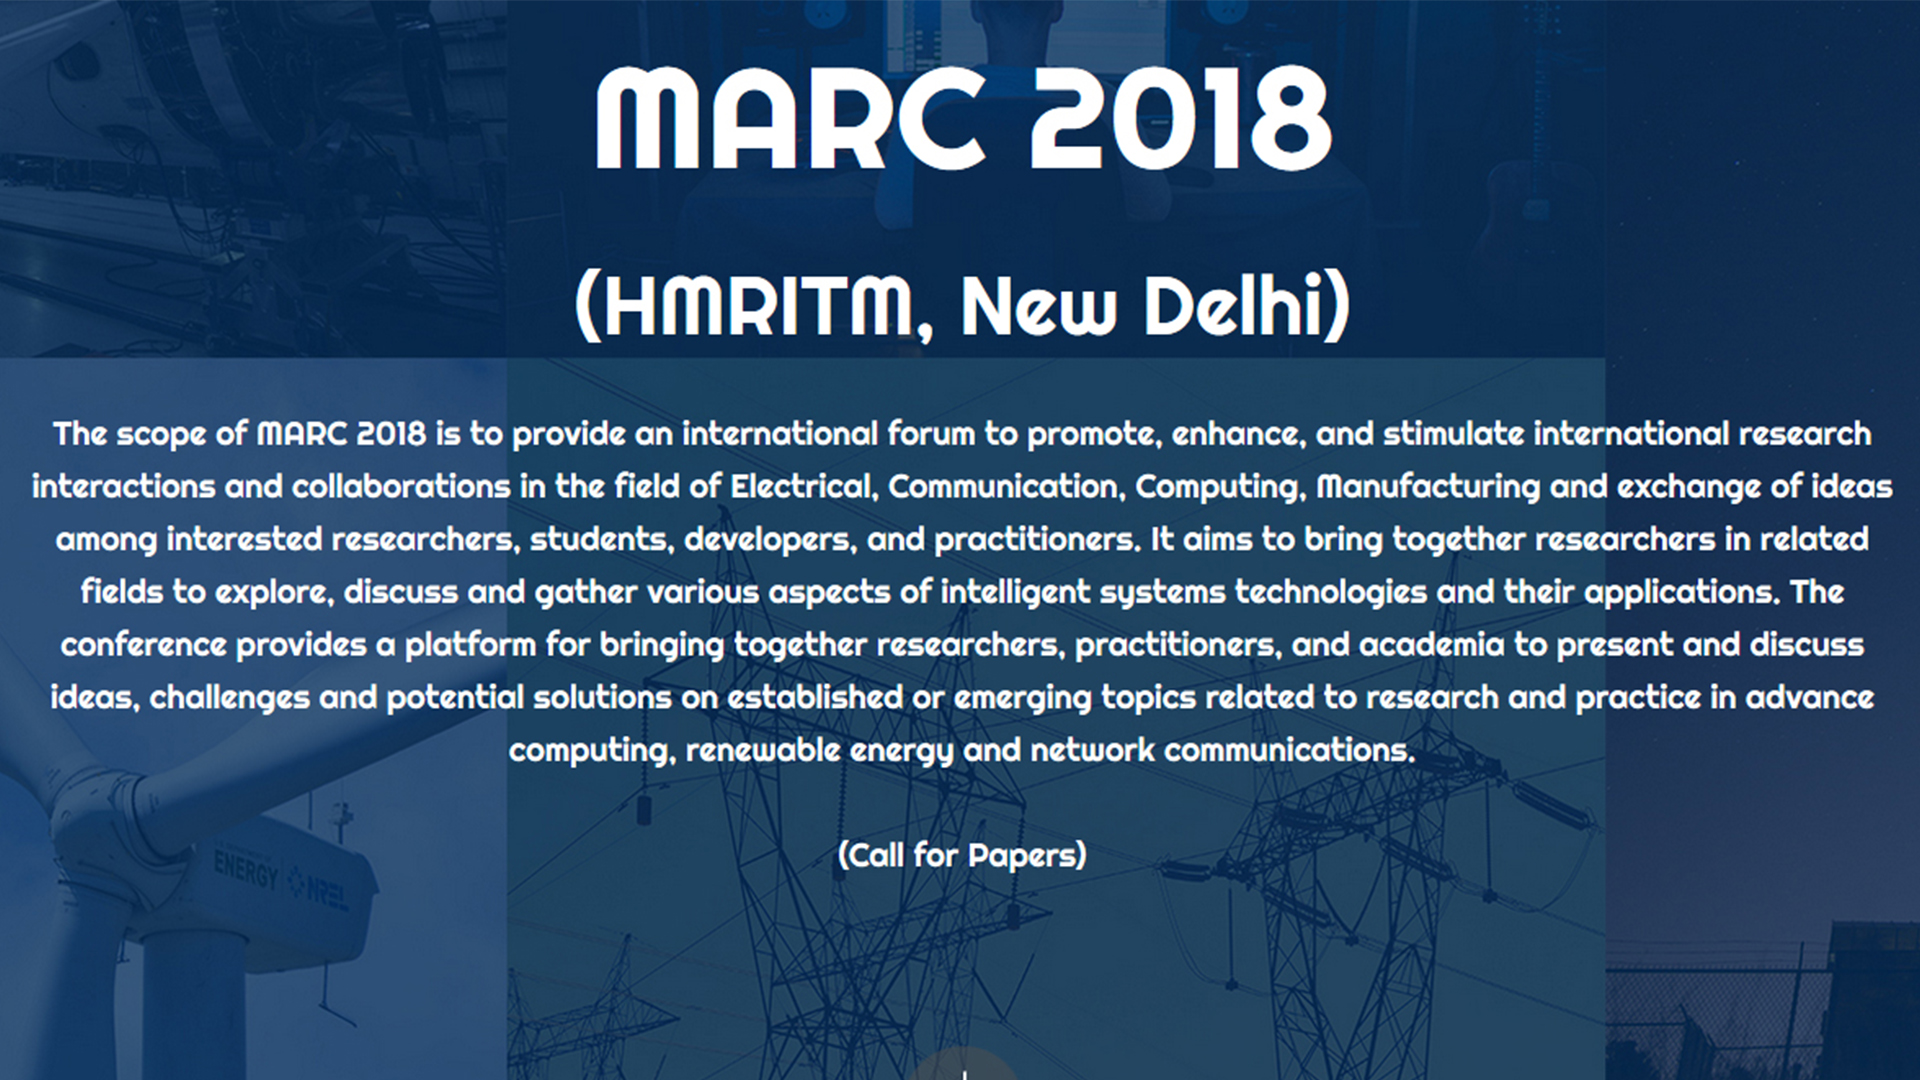 MARC 2018
(HMRITM, New Delhi)
The scope of MARC 2018 is to provide an international forum to promote, enhance, and stimulate international research
interactions and collaborations in the field of Electrical, Communication, Computing, Manufacturing and exchange of ideas
among interested researchers, students, developers, and practitioners. It aims to bring together researchers in related
fields to explore, discuss and gather various aspects of intelligent systems technologies and their applications. The
conference provides a platform for bringing together researchers, practitioners, and academia to present and discuss
ideas, challenges and potential solutions on established or emerging topics related to research and practice in advance
computing, renewable energy and network communications.
(Call for Papers)
ENERGY NREL